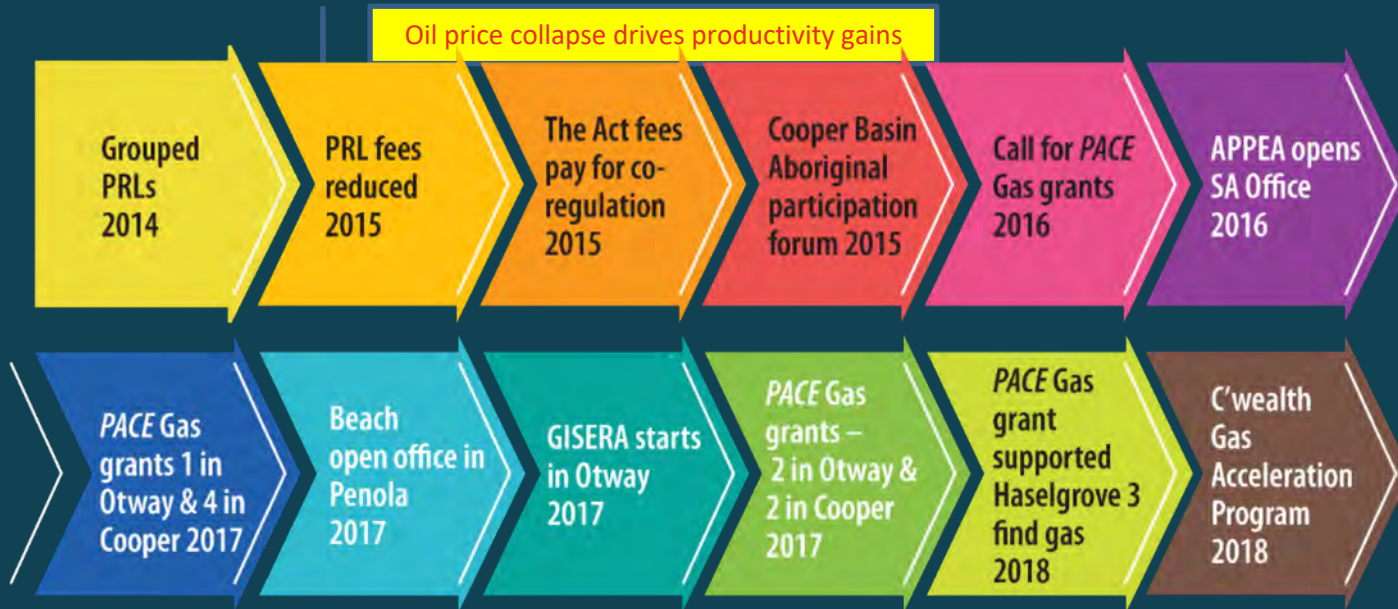 Oil price collapse drives productivity gains
Grouped
PRLs
2014
PRL fees
reduced
2015
The Act fees
pay for co-
regulation
2015
Cooper Basin
Aboriginal
participation
forum 2015
Call for PACE
Gas grants
2016
APPEA opens
SA Office
2016
PACE Gas
grants 1 in
Otway & 4 in
Cooper 2017
Beach
open office in
Penola
2017
GISERA starts
in Otway
2017
PACE Gas
grants –
2 in Otway &
2 in Cooper
2017
PACE Gas
grant
supported
Haselgrove 3
find gas
2018
C'wealth
Gas
Acceleration
Program
2018